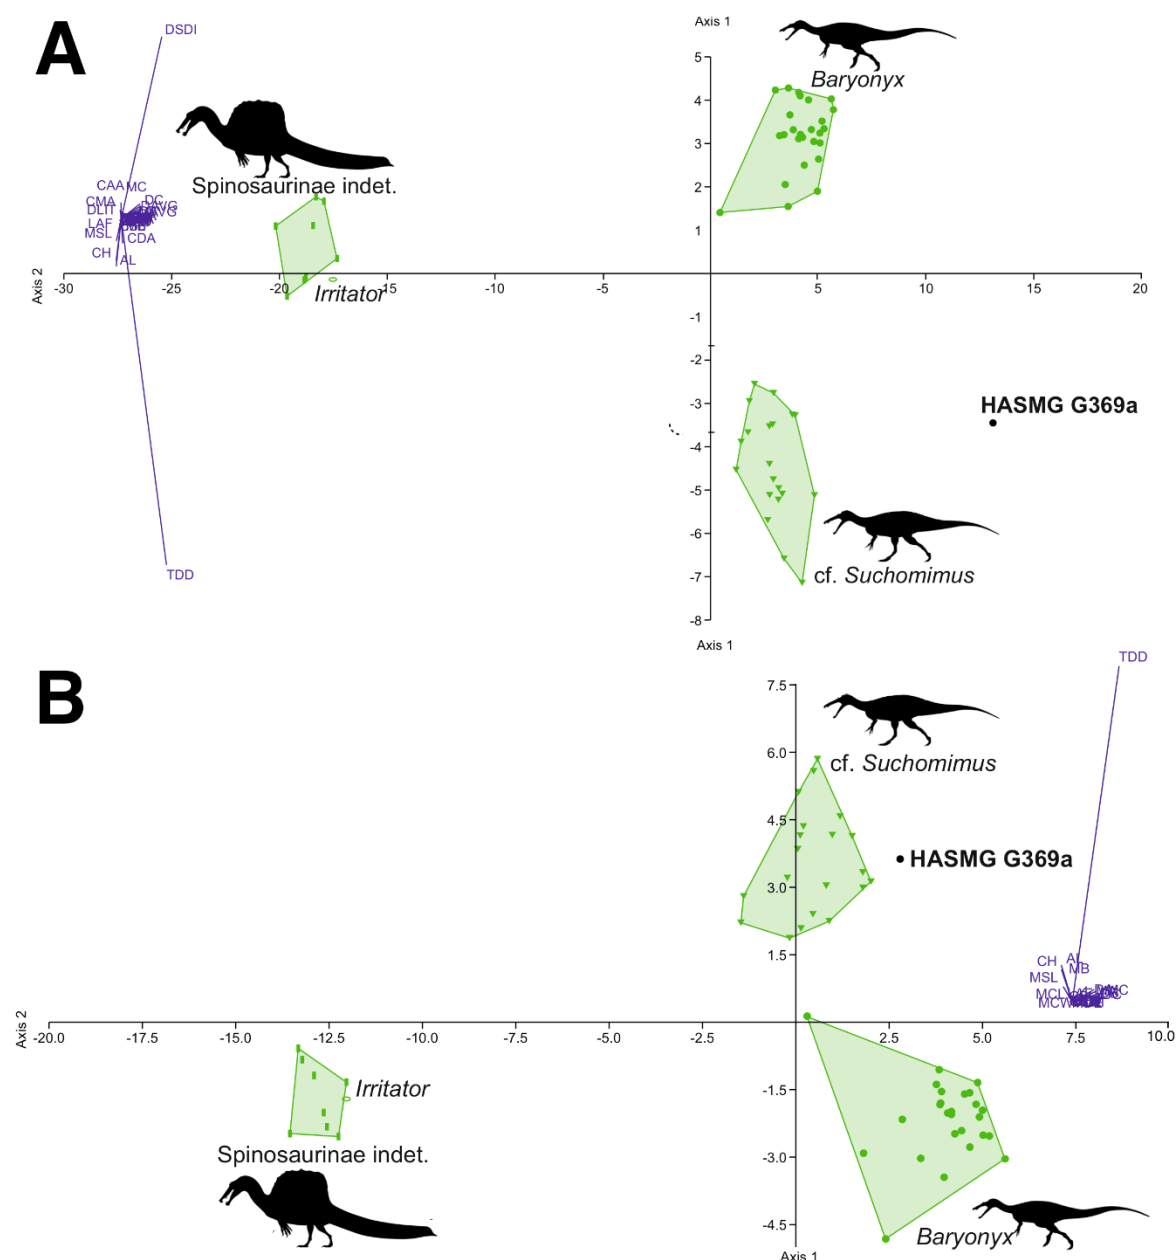 A
DSDI
Axis 1
Baryonyx
5
4
3
2
1
Spinosaurinae indet.
CAA MC
CMA
DC
DLIT
LAF
MSL
CDA
CH
AL
Irritator
Axis 2
-30
-25
-20
-15
-10
-5
5
10
15
20
-1
-2
-3
-4
-5
-6
-7
-8
HASMG G369a
cf. Suchomimus
TDD
Axis 1
B
TDD
7.5
6.0
4.5
3.0
1.5
cf. Suchomimus
HASMG G369a
CH
MB
MSL
MCL
Axis 2
-20.0
-17.5
-15.0
-12.5
-10.0
-7.5
-5.0
-2.5
2.5
5.0
7.5
10.0
-1.5
-3.0
-4.5
Irritator
Spinosaurinae indet.
Baryonyx
Axis 1